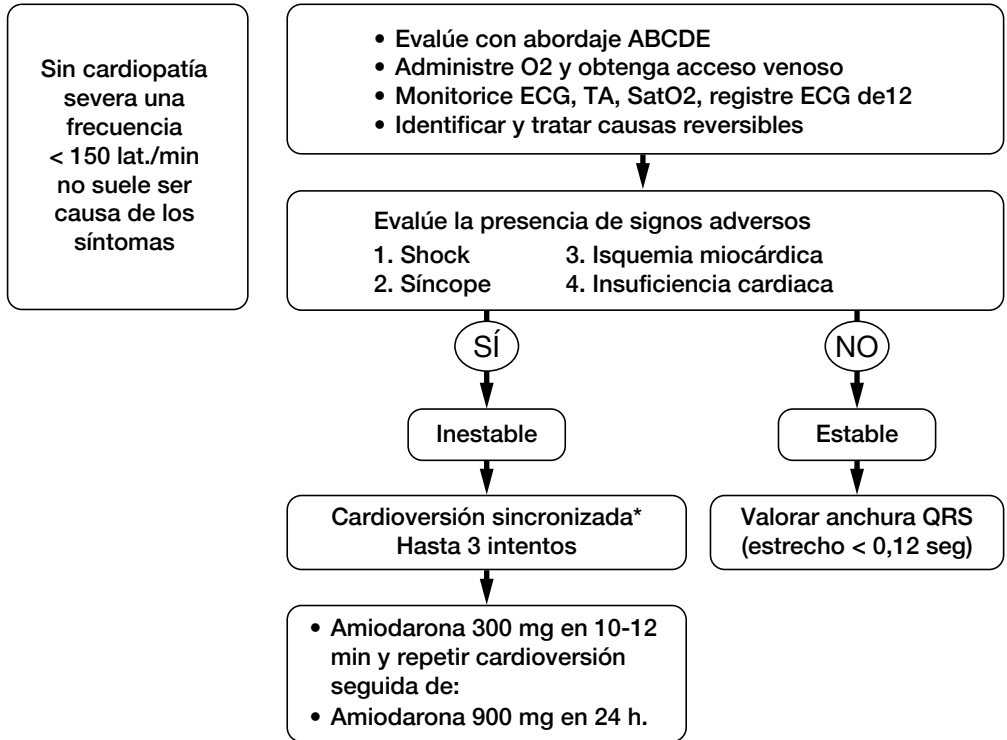 Sin cardiopatía
severa una
frecuencia
< 150 lat./min
no suele ser
causa de los
síntomas
• Evalúe con abordaje ABCDE
• Administre O2 y obtenga acceso venoso
• Monitorice ECG, TA, SatO2, registre ECG de12
• Identificar y tratar causas reversibles
Evalúe la presencia de signos adversos
1. Shock 3. Isquemia miocárdica
2. Síncope 4. Insuficiencia cardiaca
SÍ NO
Inestable Estable
Cardioversión sincronizada*
Hasta 3 intentos
Valorar anchura QRS
(estrecho < 0,12 seg)
• Amiodarona 300 mg en 10-12
min y repetir cardioversión
seguida de:
• Amiodarona 900 mg en 24 h.